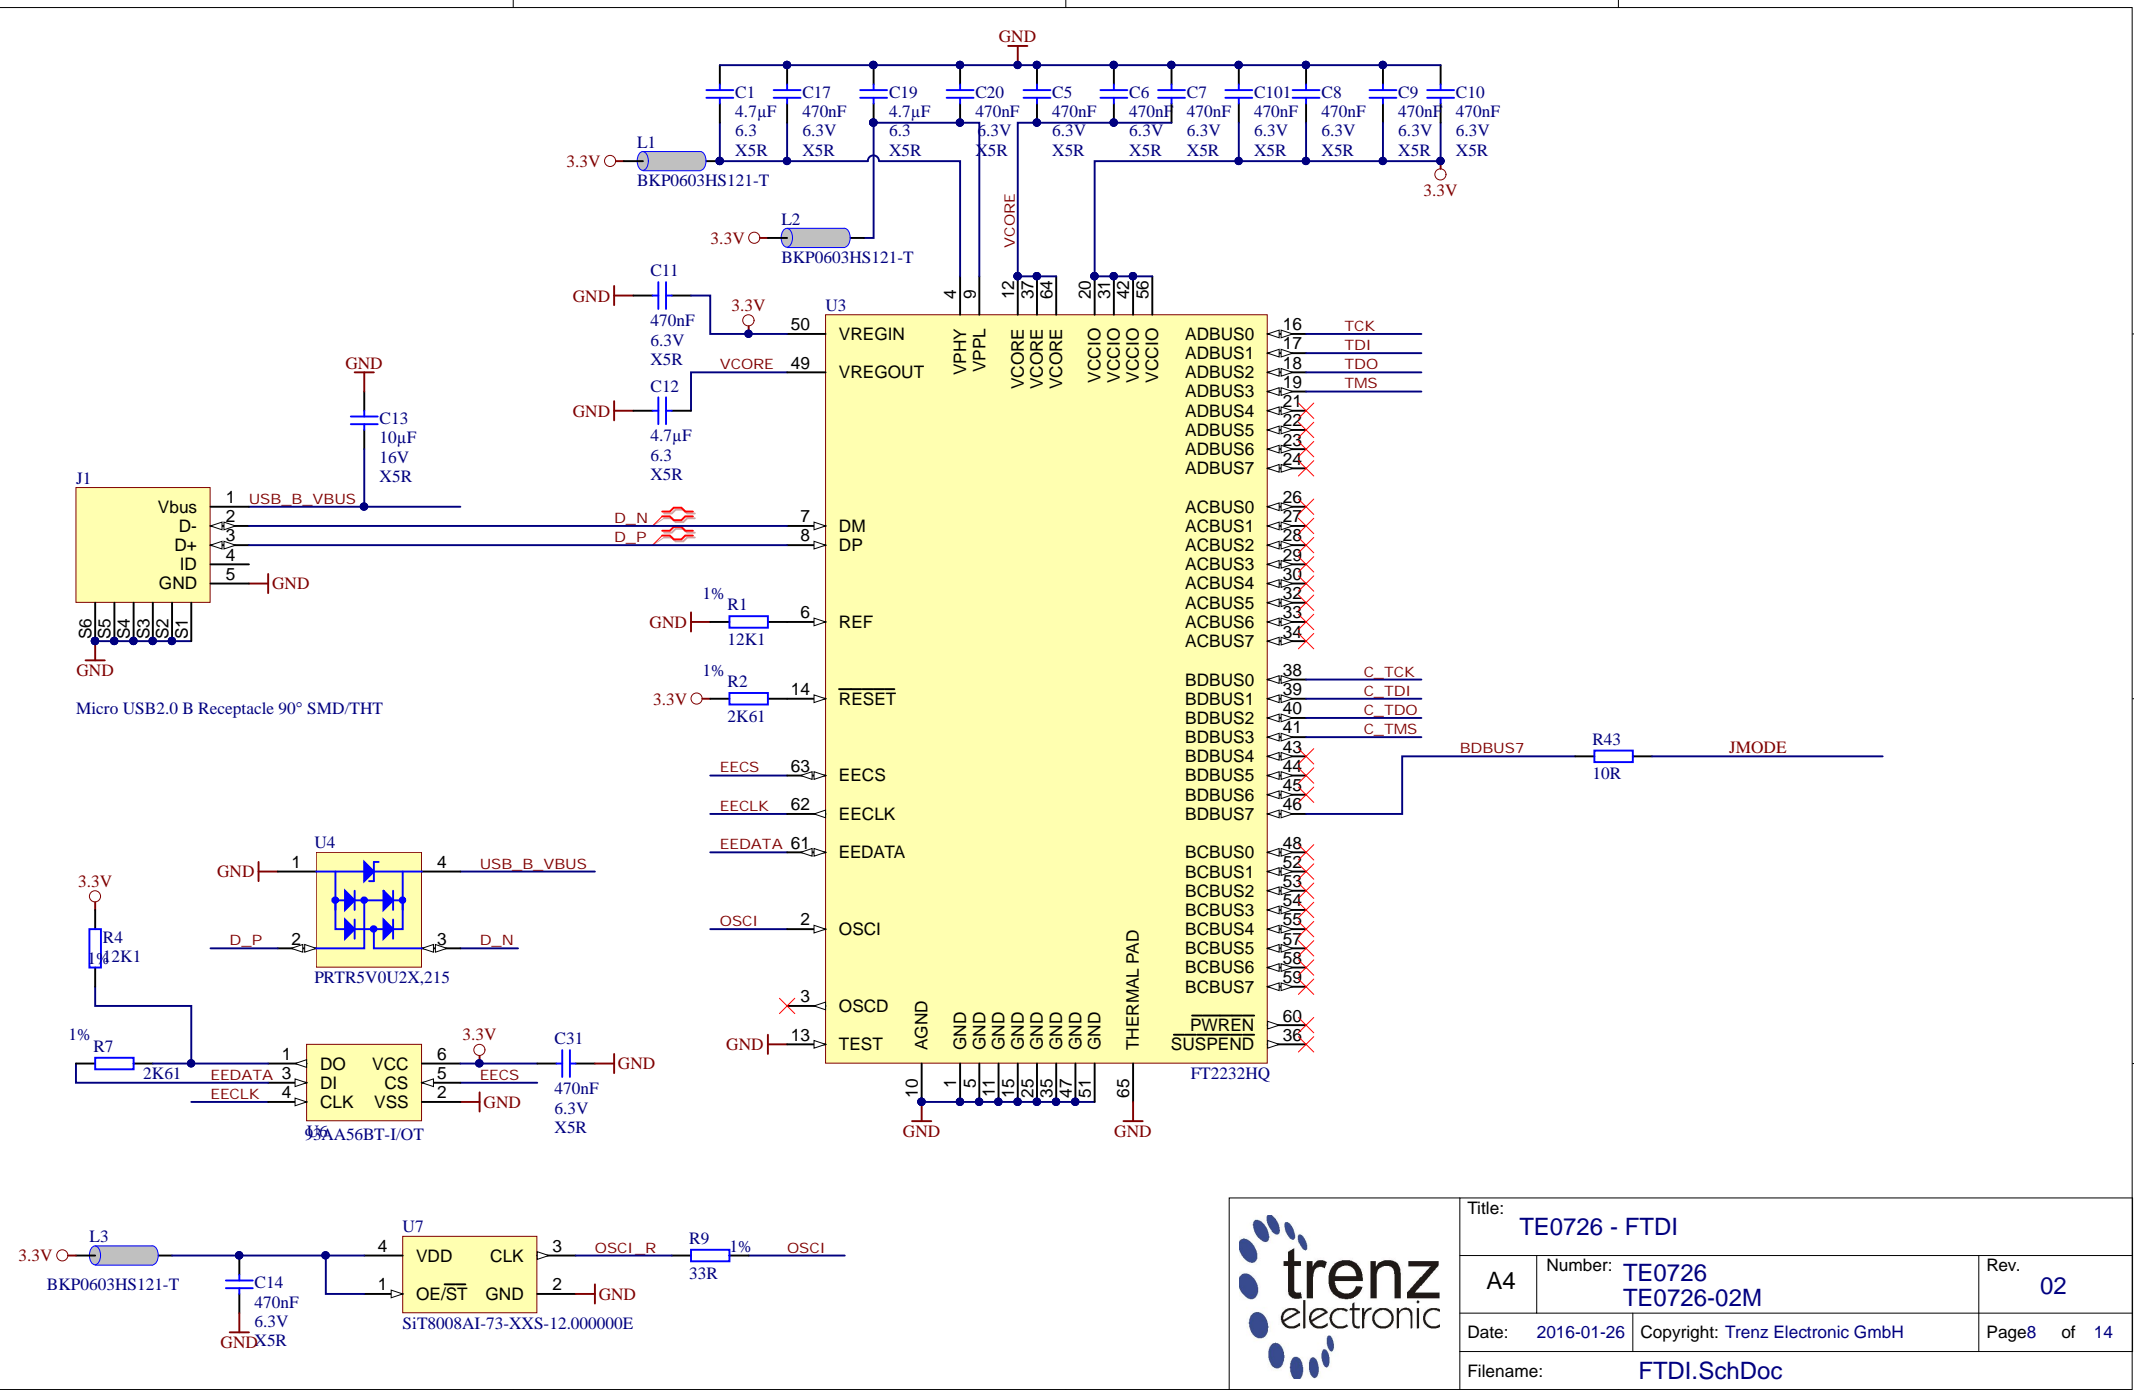 GND
C1
4.7µF
6.3
X5R
C17
470nF
6.3V
X5R
C19
4.7µF
6.3
X5R
C20
470nF
6.3V
X5R
C5
470nF
6.3V
X5R
C6
470nF
6.3V
X5R
C7
470nF
6.3V
X5R
C101
470nF
6.3V
X5R
C8
470nF
6.3V
X5R
C9
470nF
6.3V
X5R
C10
470nF
6.3V
X5R
3.3V
L1
BKP0603HS121-T
3.3V
3.3V
L2
BKP0603HS121-T
VCORE
GND
C11
470nF
6.3V
X5R
3.3V
VCORE
GND
C12
4.7µF
6.3
X5R
GND
C13
10µF
16V
X5R
J1
Vbus 1 USB_B_VBUS
D- 2
D+ 3
ID 4
GND 5 GND
S6 S5 S4 S3 S2 S1
GND
Micro USB2.0 B Receptacle 90° SMD/THT
D_N
D_P
1%
R1
GND
12K1
1%
R2
3.3V
2K61
U3
4 VPHY
9 VPPL
12 VCORE
37 VCORE
64 VCORE
20 VCCIO
31 VCCIO
42 VCCIO
56 VCCIO
50 VREGIN
49 VREGOUT
7 DM
8 DP
6 REF
14 RESET
EECS 63 EECS
EECLK 62 EECLK
EEDATA 61 EEDATA
OSCI 2 OSCI
3 OSCD
GND 13 TEST
ADBUS0 16 TCK
ADBUS1 17 TDI
ADBUS2 18 TDO
ADBUS3 19 TMS
ADBUS4 21
ADBUS5 22
ADBUS6 23
ADBUS7 24
ACBUS0 26
ACBUS1 27
ACBUS2 28
ACBUS3 29
ACBUS4 30
ACBUS5 32
ACBUS6 33
ACBUS7 34
BDBUS0 38 C_TCK
BDBUS1 39 C_TDI
BDBUS2 40 C_TDO
BDBUS3 41 C_TMS
BDBUS4 43
BDBUS5 44
BDBUS6 45
BDBUS7 46
BDBUS7
R43
10R
JMODE
BCBUS0 48
BCBUS1 52
BCBUS2 53
BCBUS3 54
BCBUS4 55
BCBUS5 57
BCBUS6 58
BCBUS7 59
PWREN 60
SUSPEND 36
FT2232HQ
AGND 10
GND 1
GND 5
GND 11
GND 15
GND 25
GND 35
GND 47
GND 51
THERMAL PAD 65
GND
GND
U4
GND 1
4 USB_B_VBUS
D_P 2
3 D_N
PRTR5V0U2X,215
3.3V
R4
12K1
1%
1%
R7
2K61
1 DO
EEDATA 3 DI
EECLK 4 CLK
VCC 6
CS 5 EECS
VSS 2 GND
3.3V
C31
470nF
6.3V
X5R
GND
U6
93AA56BT-I/OT
3.3V
L3
BKP0603HS121-T
C14
470nF
6.3V
X5R
GND
U7
4 VDD
1 OE/ST
CLK 3
GND 2 GND
SiT8008AI-73-XXS-12.000000E
OSCI_R
R9
1%
33R
OSCI
trenz
electronic
Title:
TE0726 - FTDI
A4
Number: TE0726
TE0726-02M
Rev.
02
Date: 2016-01-26
Copyright: Trenz Electronic GmbH
Page8 of 14
Filename: FTDI.SchDoc